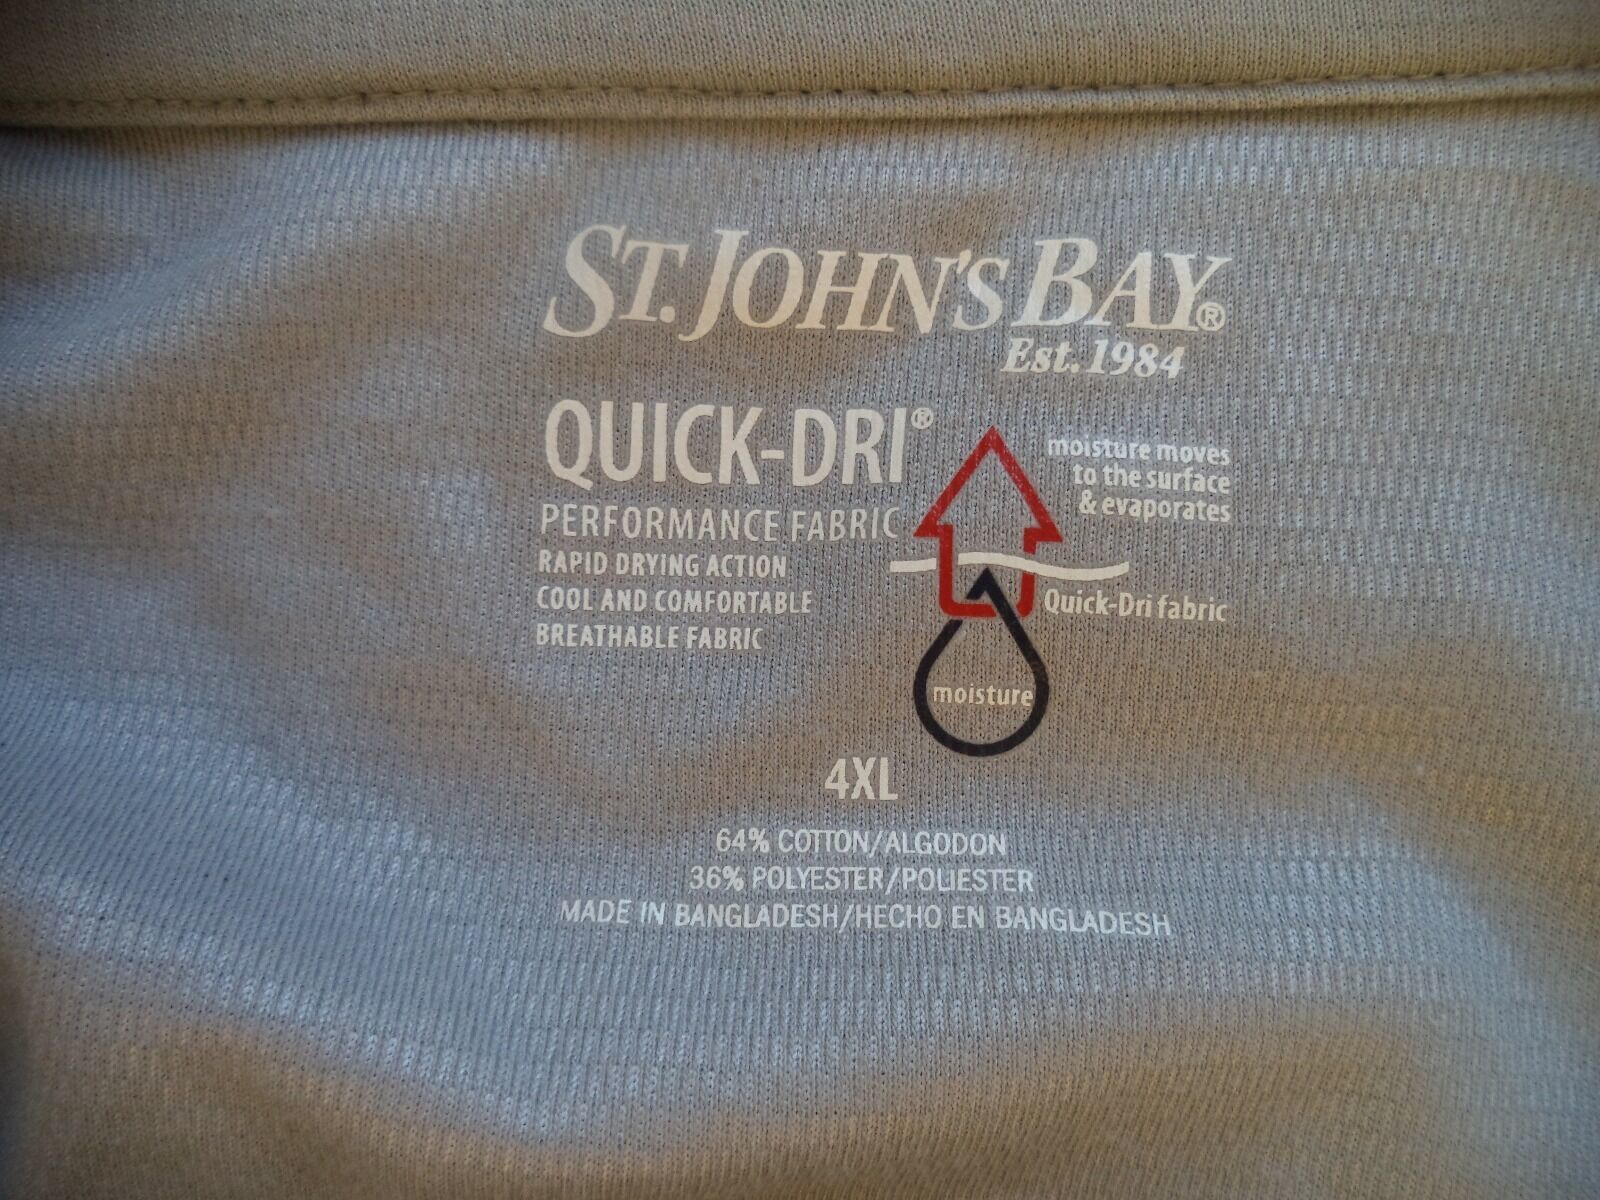 ST. JOHN'S BAY®
Est. 1984
QUICK-DRI®
PERFORMANCE FABRIC
RAPID DRYING ACTION
COOL AND COMFORTABLE
BREATHABLE FABRIC
moisture moves
to the surface
& evaporates
Quick-Dri fabric
moisture
4XL
64% COTTON/ALGODON
36% POLYESTER/POLIESTER
MADE IN BANGLADESH/HECHO EN BANGLADESH